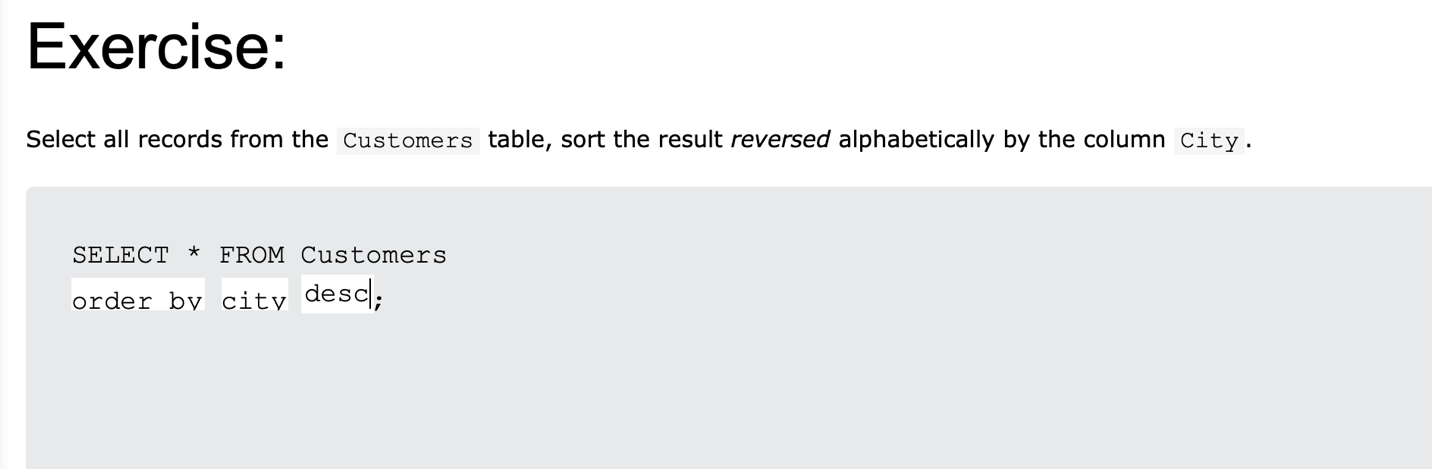 Exercise:
Select all records from the Customers table, sort the result reversed alphabetically by the column City.
SELECT * FROM Customers
order by city desc;